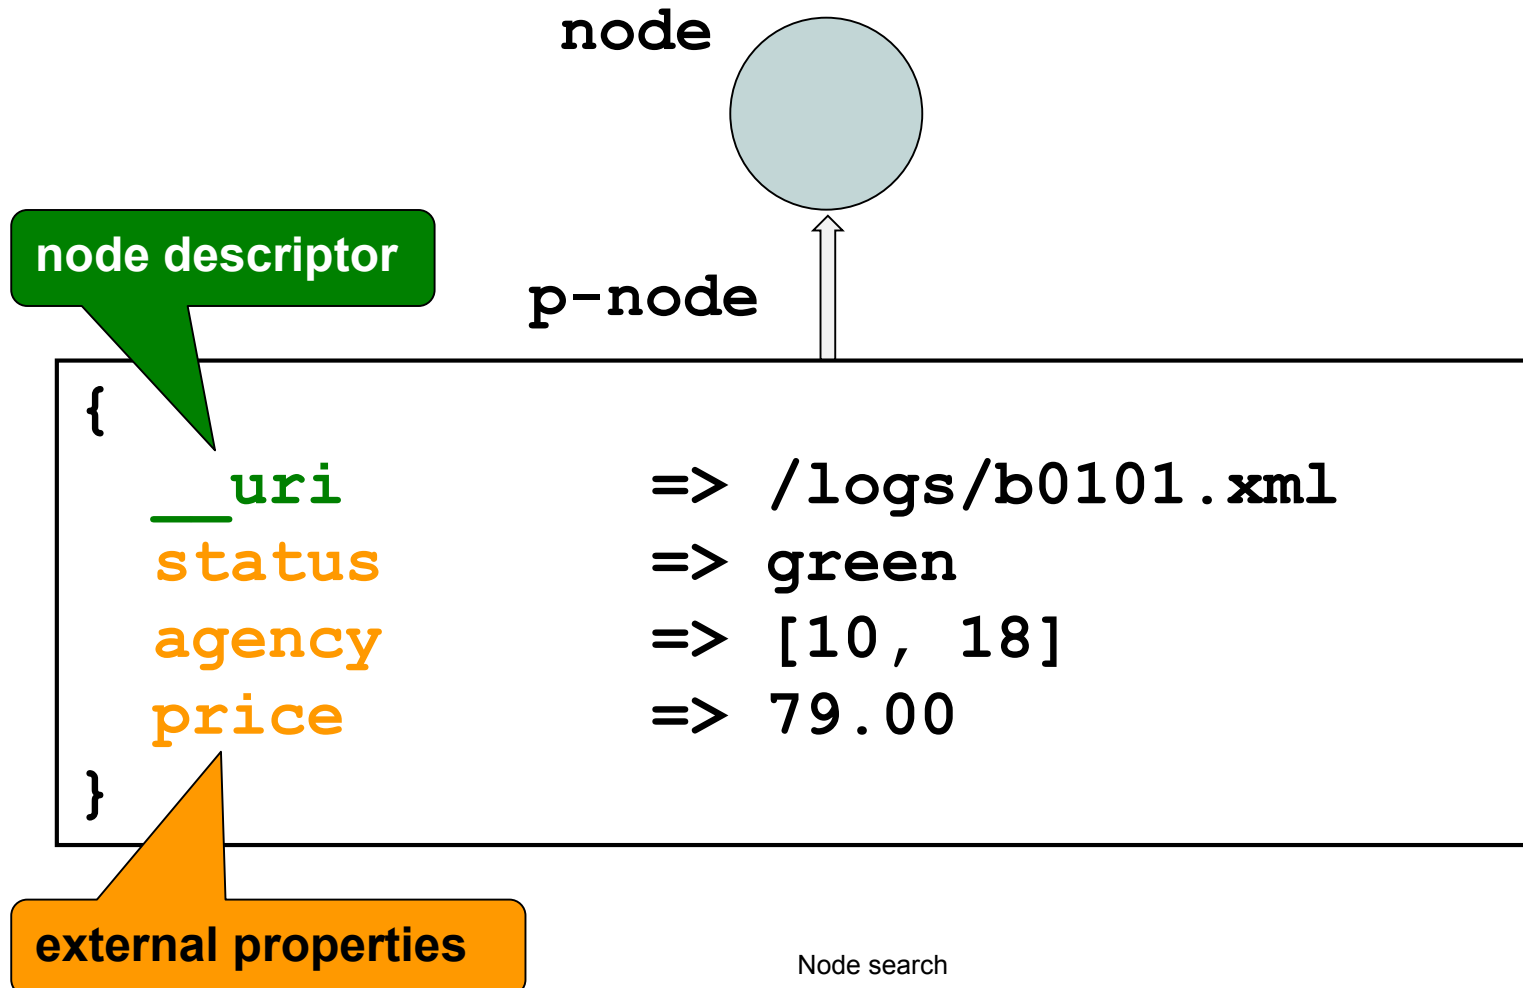 node
node descriptor
p-node
{
__uri => /logs/b0101.xml
status => green
agency => [10, 18]
price => 79.00
}
external properties
Node search